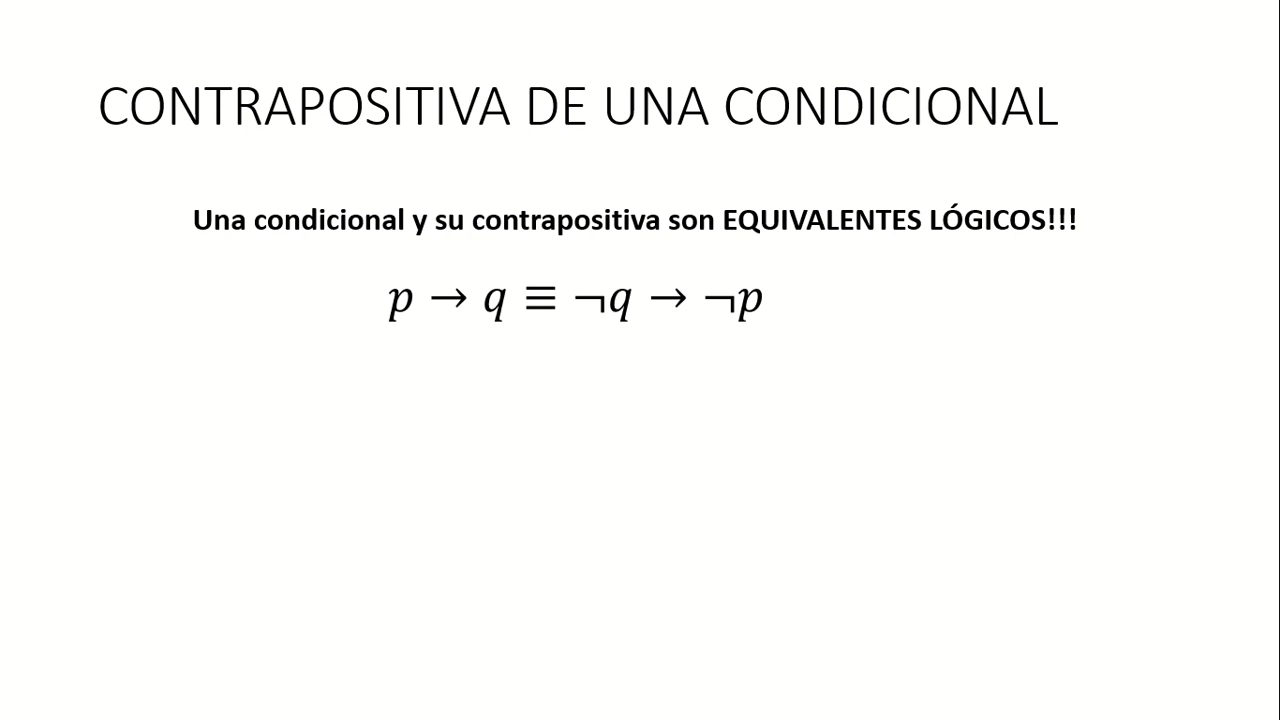 CONTRAPOSITIVA DE UNA CONDICIONAL
Una condicional y su contrapositiva son EQUIVALENTES LÓGICOS!!!
p → q ≡ ¬q → ¬p